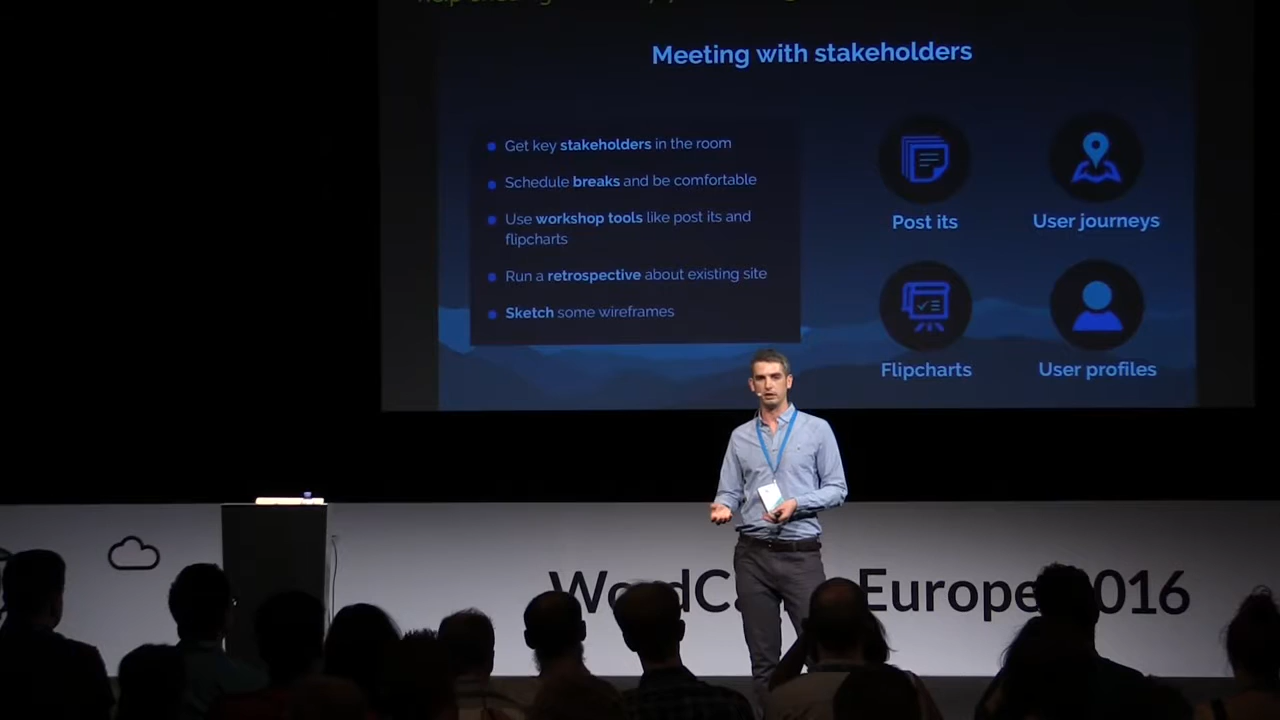 Meeting with stakeholders
Get key stakeholders in the room
Schedule breaks and be comfortable
Use workshop tools like post its and
flipcharts
Run a retrospective about existing site
Sketch some wireframes
Post its
User journeys
Flipcharts
User profiles
Europe 2016